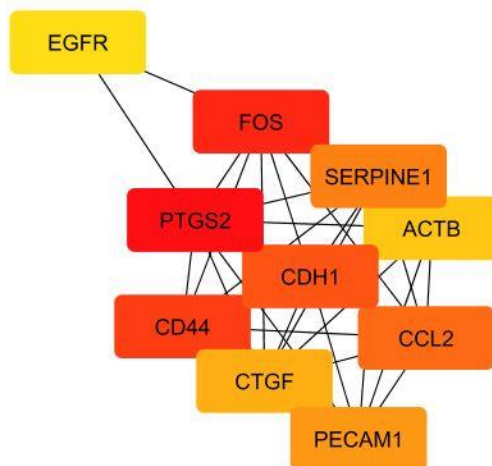 EGFR
FOS
SERPINE1
PTGS2
ACTB
CDH1
CD44
CCL2
CTGF
PECAM1